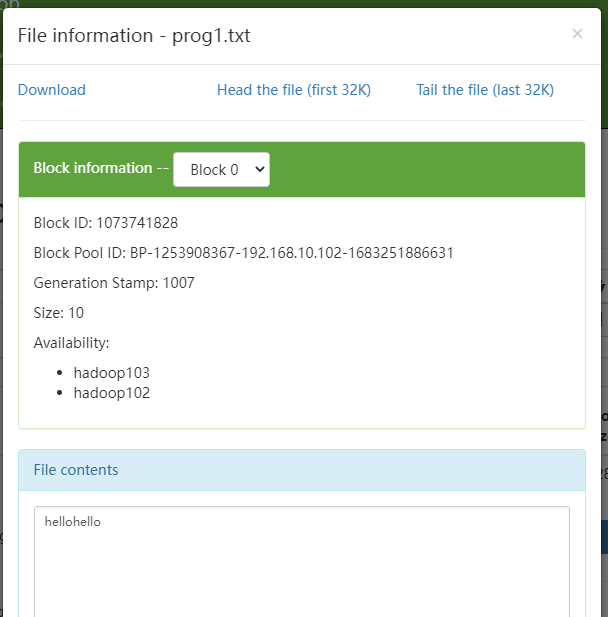 File information - prog1.txt
×
Download Head the file (first 32K) Tail the file (last 32K)
Block information -- Block 0
Block ID: 1073741828
Block Pool ID: BP-1253908367-192.168.10.102-1683251886631
Generation Stamp: 1007
Size: 10
Availability:
• hadoop103
• hadoop102
File contents
hellohello